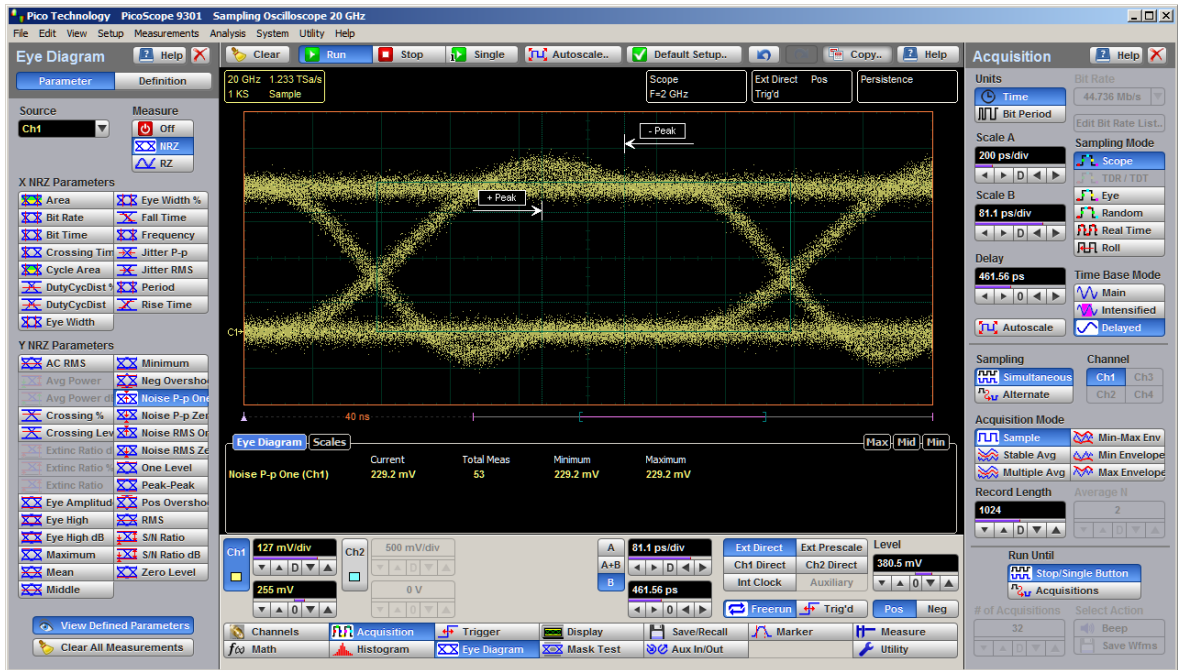 Pico Technology PicoScope 9301 Sampling Oscilloscope 20 GHz
File Edit View Setup Measurements Analysis System Utility Help
Eye Diagram Help
Clear Run Stop Single Autoscale.. Default Setup.. Copy.. Help
Acquisition Help
Parameter Definition
Source Measure
Ch1 Off
NRZ
RZ
X NRZ Parameters
Area Eye Width %
Bit Rate Fall Time
Bit Time Frequency
Crossing Tim Jitter P-p
Cycle Area Jitter RMS
DutyCycDist % Period
DutyCycDist Rise Time
Eye Width
Y NRZ Parameters
AC RMS Minimum
Avg Power Neg Oversho
Avg Power d Noise P-p One
Crossing % Noise P-p Zer
Crossing Lev Noise RMS On
Extinc Ratio d Noise RMS Ze
Extinc Ratio % One Level
Extinc Ratio Peak-Peak
Eye Amplitud Pos Oversho
Eye High RMS
Eye High dB S/N Ratio
Maximum S/N Ratio dB
Mean Zero Level
Middle
View Defined Parameters
Clear All Measurements
20 GHz 1.233 TSa/s
1 KS Sample
Scope
F=2 GHz
Ext Direct Pos
Trig'd
Persistence
- Peak
+ Peak
C1
40 ns
Eye Diagram Scales Max Mid Min
Current Total Meas Minimum Maximum
Noise P-p One (Ch1) 229.2 mV 53 229.2 mV 229.2 mV
Ch1 127 mV/div Ch2 500 mV/div
D D
255 mV 0 V
0 0
A 81.1 ps/div
A+B D
B 461.56 ps
0
Ext Direct Ext Prescale Level
Ch1 Direct Ch2 Direct 380.5 mV
Int Clock Auxiliary 0
Freerun Trig'd Pos Neg
Channels Acquisition Trigger Display Save/Recall Marker Measure
f(x) Math Histogram Eye Diagram Mask Test Aux In/Out Utility
Units Bit Rate
Time 44.736 Mb/s
Bit Period Edit Bit Rate List..
Scale A Sampling Mode
200 ps/div Scope
D TDR / TDT
Scale B Eye
81.1 ps/div Random
D Real Time
Roll
Delay
461.56 ps Time Base Mode
0 Main
Intensified
Autoscale Delayed
Sampling Channel
Simultaneous Ch1 Ch3
Alternate Ch2 Ch4
Acquisition Mode
Sample Min-Max Env
Stable Avg Min Envelope
Multiple Avg Max Envelope
Record Length Average N
1024 2
D D
Run Until
Stop/Single Button
Acquisitions
# of Acquisitions Select Action
32 Beep
D Save Wfms